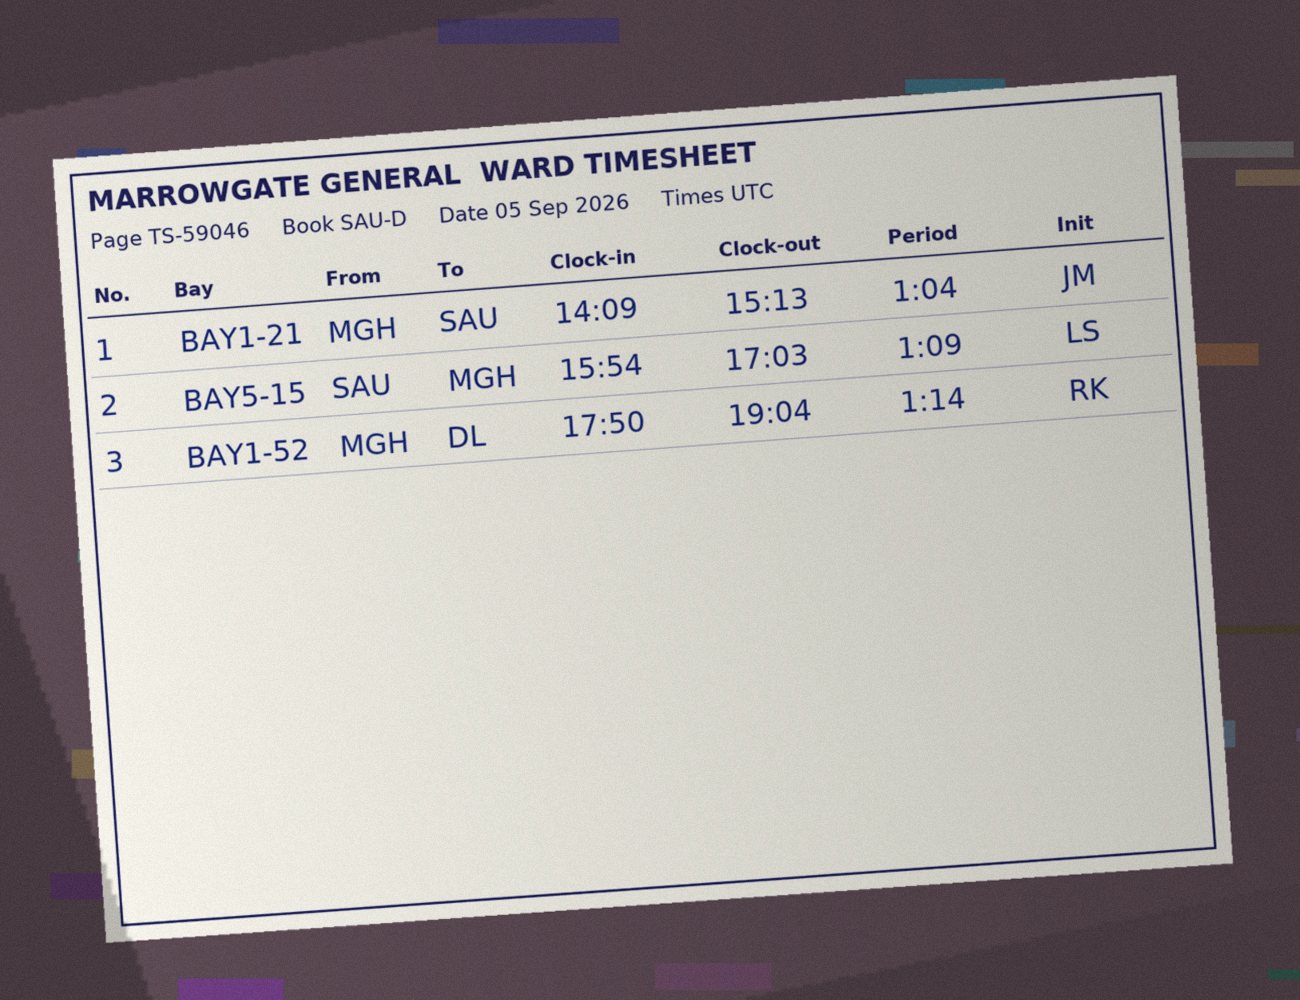 MARROWGATE GENERAL WARD TIMESHEET
Page TS-59046 Book SAU-D Date 05 Sep 2026 Times UTC
No. Bay From To Clock-in Clock-out Period Init
1 BAY1-21 MGH SAU 14:09 15:13 1:04 JM
2 BAY5-15 SAU MGH 15:54 17:03 1:09 LS
3 BAY1-52 MGH DL 17:50 19:04 1:14 RK